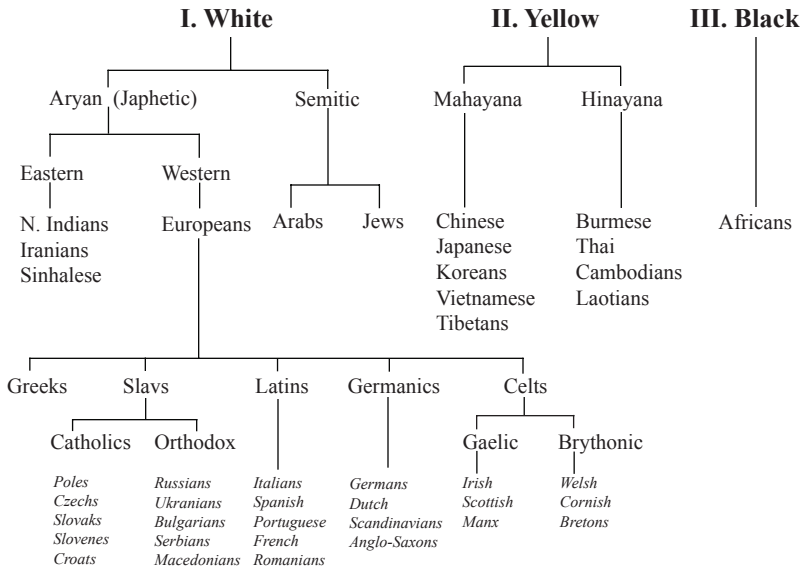 I. White II. Yellow III. Black
Aryan (Japhetic) Semitic Mahayana Hinayana
Eastern Western
N. Indians Europeans Arabs Jews Chinese Burmese Africans
Iranians Japanese Thai
Sinhalese Koreans Cambodians
Vietnamese Laotians
Tibetans
Greeks Slavs Latins Germanics Celts
Catholics Orthodox Gaelic Brythonic
Poles Russians Italians Germans Irish Welsh
Czechs Ukranians Spanish Dutch Scottish Cornish
Slovaks Bulgarians Portuguese Scandinavians Manx Bretons
Slovenes Serbians French Anglo-Saxons
Croats Macedonians Romanians